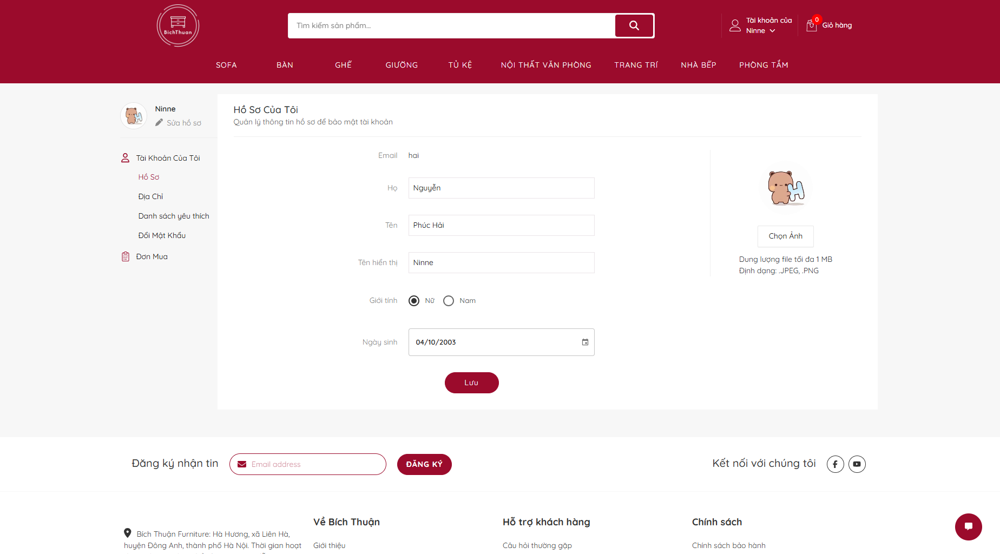 BichThuan
Tìm kiếm sản phẩm...
Tài khoản của
Ninne
0
Giỏ hàng
SOFA
BÀN
GHẾ
GIƯỜNG
TỦ KỆ
NỘI THẤT VĂN PHÒNG
TRANG TRÍ
NHÀ BẾP
PHÒNG TẮM
Ninne
Sửa hồ sơ
Tài Khoản Của Tôi
Hồ Sơ
Địa Chỉ
Danh sách yêu thích
Đổi Mật Khẩu
Đơn Mua
Hồ Sơ Của Tôi
Quản lý thông tin hồ sơ để bảo mật tài khoản
Email hai
Họ Nguyễn
Tên Phúc Hải
Tên hiển thị Ninne
Giới tính Nữ Nam
Ngày sinh 04/10/2003
Lưu
H
Chọn Ảnh
Dung lượng file tối đa 1 MB
Định dạng: .JPEG, .PNG
Đăng ký nhận tin
Email address
ĐĂNG KÝ
Kết nối với chúng tôi
Bích Thuận Furniture: Hà Hương, xã Liên Hà,
huyện Đông Anh, thành phố Hà Nội. Thời gian hoạt
Về Bích Thuận
Giới thiệu
Hỗ trợ khách hàng
Câu hỏi thường gặp
Chính sách
Chính sách bảo hành